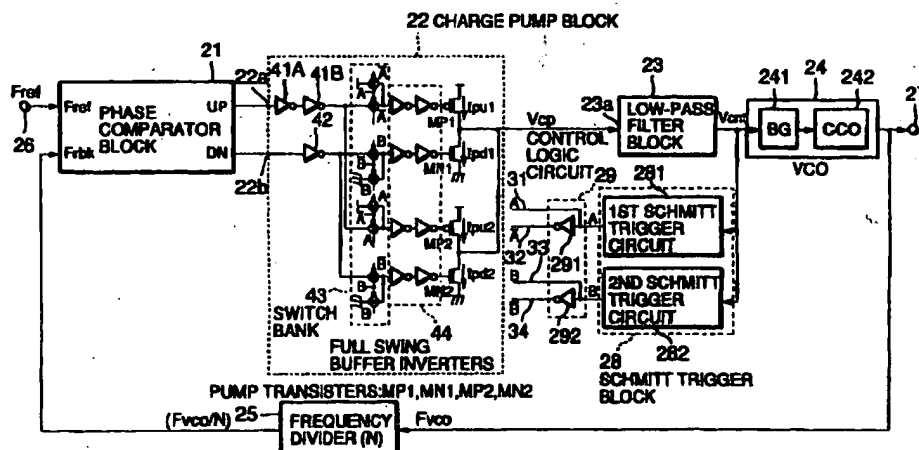 22 CHARGE PUMP BLOCK
21
22a
41A
41B
Fref
26
Fref
Frbk
PHASE
COMPARATOR
BLOCK
UP
DN
22b
42
A
A
B
B
A
A
B
B
MP1
MN1
MP2
MN2
Ipu1
Ipd1
Ipu2
Ipd2
43
SWITCH
BANK
44
FULL SWING
BUFFER INVERTERS
Vcp
23a
23
LOW-PASS
FILTER
BLOCK
Vcnt
24
241
242
BG
CCO
VCO
CONTROL
LOGIC
CIRCUIT
29
31
A
A
32
33
B
B
34
291
292
A
B
281
1ST SCHMITT
TRIGGER
CIRCUIT
2ND SCHMITT
TRIGGER
CIRCUIT
282
28
SCHMITT TRIGGER
BLOCK
PUMP TRANSISTERS:MP1,MN1,MP2,MN2
(Fvco/N)
25
FREQUENCY
DIVIDER (N)
Fvco